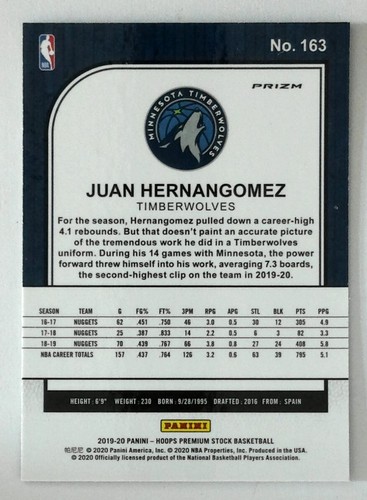 No. 163
NBA
PRIZM
MINNESOTA TIMBERWOLVES
JUAN HERNANGOMEZ
TIMBERWOLVES
For the season, Hernangomez pulled down a career-high
4.1 rebounds. But that doesn't paint an accurate picture
of the tremendous work he did in a Timberwolves
uniform. During his 14 games with Minnesota, the power
forward threw himself into his work, averaging 7.3 boards,
the second-highest clip on the team in 2019-20.
SEASON TEAM G FG% FT% 3PM RPG APG STL BLK PTS PPG
16-17 NUGGETS 62 .451 .750 46 3.0 0.5 30 12 305 4.9
17-18 NUGGETS 25 .387 .833 14 2.2 0.5 6 3 82 3.3
18-19 NUGGETS 70 .439 .767 66 3.8 0.8 27 24 408 5.8
NBA CAREER TOTALS 157 .437 .764 126 3.2 0.6 63 39 795 5.1
HEIGHT: 6'9" WEIGHT: 230 BORN: 9/28/1995 DRAFTED: 2016 FROM: SPAIN
PANINI
2019-20 PANINI – HOOPS PREMIUM STOCK BASKETBALL
帕尼尼 © 2020 Panini America, Inc. © 2020 NBA Properties, Inc. Produced in the USA.
© 2020 Officially licensed product of the National Basketball Players Association.